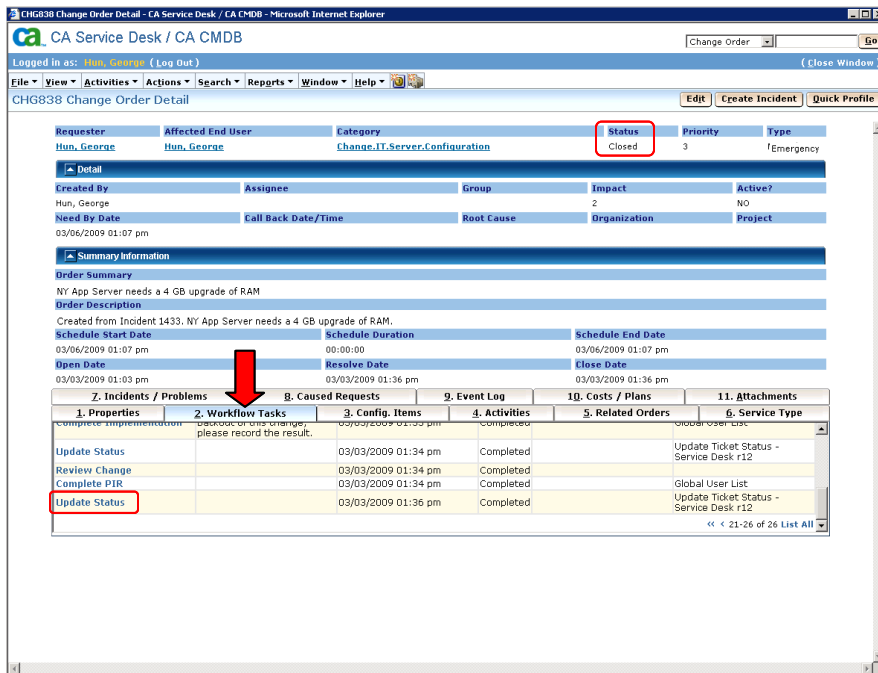 CHG838 Change Order Detail - CA Service Desk / CA CMDB - Microsoft Internet Explorer
ca CA Service Desk / CA CMDB
Change Order Go
Logged in as: Hun, George ( Log Out ) ( Close Window )
File View Activities Actions Search Reports Window Help
CHG838 Change Order Detail Edit Create Incident Quick Profile
Requester Affected End User Category Status Priority Type
Hun, George Hun, George Change.IT.Server.Configuration Closed 3 Emergency
Detail
Created By Assignee Group Impact Active?
Hun, George 2 NO
Need By Date Call Back Date/Time Root Cause Organization Project
03/06/2009 01:07 pm
Summary Information
Order Summary
NY App Server needs a 4 GB upgrade of RAM
Order Description
Created from Incident 1433. NY App Server needs a 4 GB upgrade of RAM.
Schedule Start Date Schedule Duration Schedule End Date
03/06/2009 01:07 pm 00:00:00 03/06/2009 01:07 pm
Open Date Resolve Date Close Date
03/03/2009 01:03 pm 03/03/2009 01:36 pm 03/03/2009 01:36 pm
7. Incidents / Problems 8. Caused Requests 9. Event Log 10. Costs / Plans 11. Attachments
1. Properties 2. Workflow Tasks 3. Config. Items 4. Activities 5. Related Orders 6. Service Type
Complete Implementation backout of this change, 03/03/2009 01:33 pm Completed Global User List
please record the result.
Update Status 03/03/2009 01:34 pm Completed Update Ticket Status -
Service Desk r12
Review Change 03/03/2009 01:34 pm Completed
Complete PIR Global User List
Update Status 03/03/2009 01:36 pm Completed Update Ticket Status -
Service Desk r12
<< < 21-26 of 26 List All